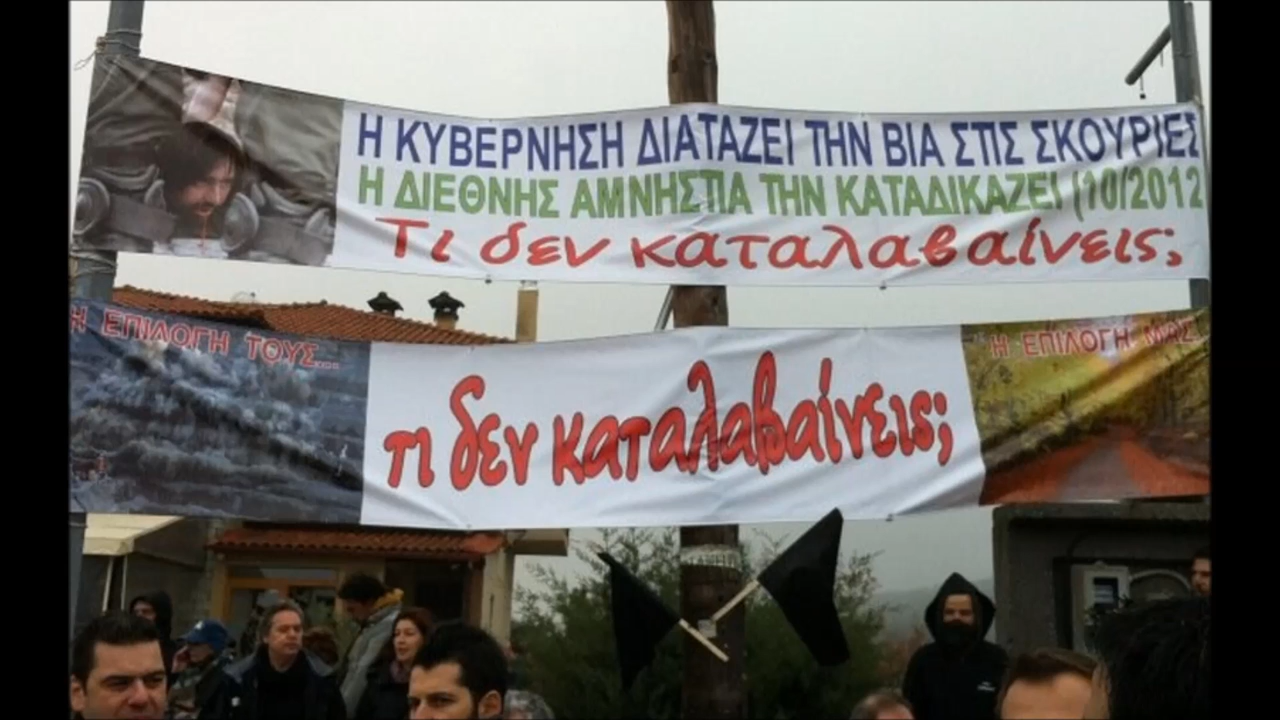 Η ΚΥΒΕΡΝΗΣΗ ΔΙΑΤΑΖΕΙ ΤΗΝ ΒΙΑ ΣΤΙΣ ΣΚΟΥΡΙΕΣ
Η ΔΙΕΘΝΗΣ ΑΜΝΗΣΤΙΑ ΤΗΝ ΚΑΤΑΔΙΚΑΖΕΙ (10/2012
Τι δεν καταλαβαίνεις;
Η ΕΠΙΛΟΓΗ ΤΟΥΣ...
τι δεν καταλαβαίνεις;
Η ΕΠΙΛΟΓΗ ΜΑΣ